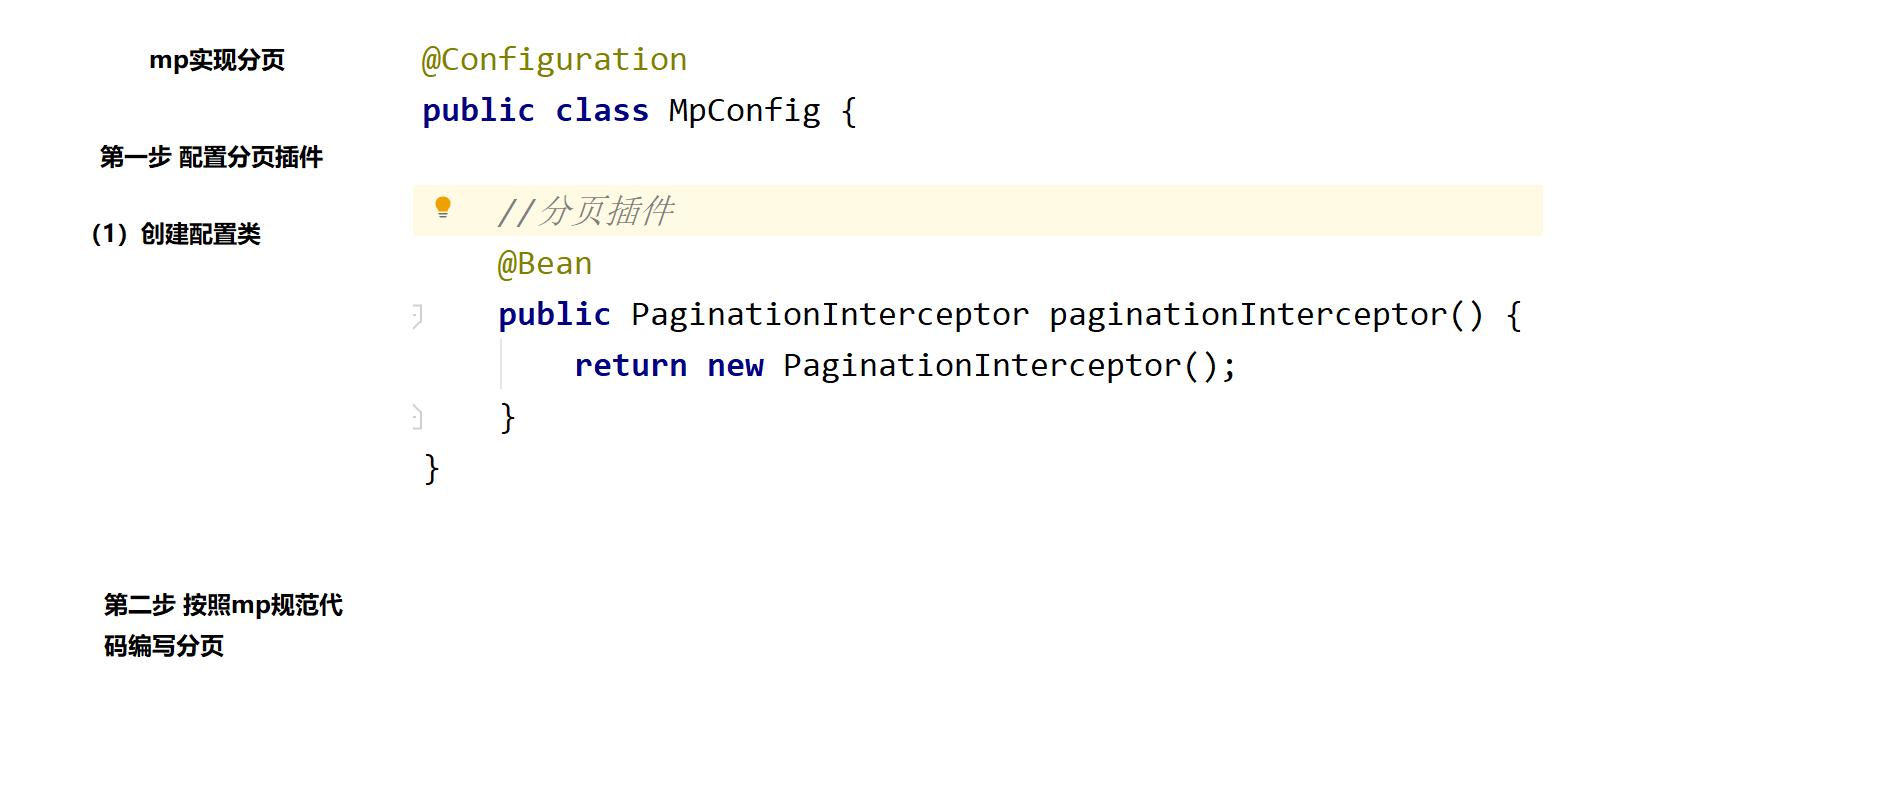 mp实现分页
第一步 配置分页插件
（1）创建配置类
@Configuration
public class MpConfig {
//分页插件
@Bean
public PaginationInterceptor paginationInterceptor() {
return new PaginationInterceptor();
}
}
第二步 按照mp规范代
码编写分页